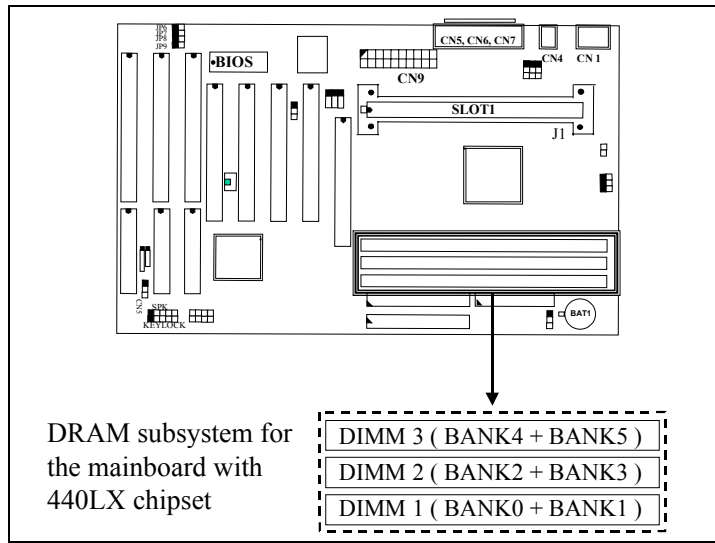 JP6
JP7
JP8
JP9
BIOS
CN9
CN5, CN6, CN7
CN4
CN 1
SLOT1
J1
CN5
SPK
KEYLOCK
BAT1
DRAM subsystem for
the mainboard with
440LX chipset
DIMM 3 ( BANK4 + BANK5 )
DIMM 2 ( BANK2 + BANK3 )
DIMM 1 ( BANK0 + BANK1 )